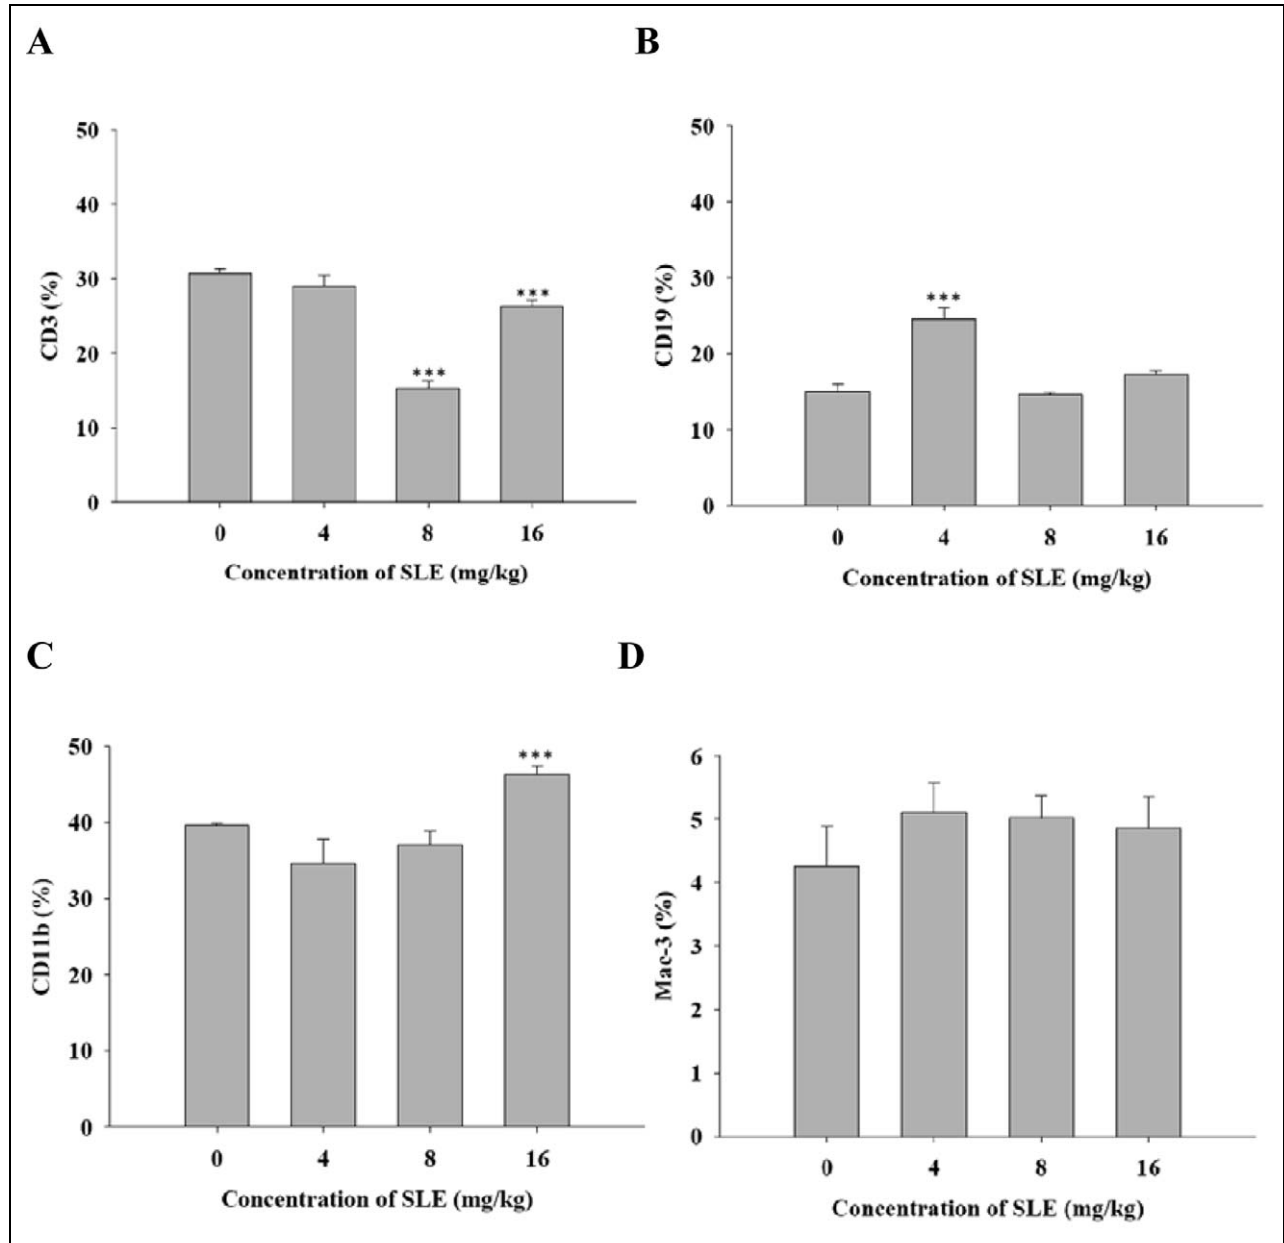 A
50
40
30
20
10
0
CD3 (%)
***
***
0 4 8 16
Concentration of SLE (mg/kg)
B
50
40
30
20
10
0
CD19 (%)
***
0 4 8 16
Concentration of SLE (mg/kg)
C
50
40
30
20
10
0
CD11b (%)
***
0 4 8 16
Concentration of SLE (mg/kg)
D
6
5
4
3
2
1
0
Mac-3 (%)
0 4 8 16
Concentration of SLE (mg/kg)